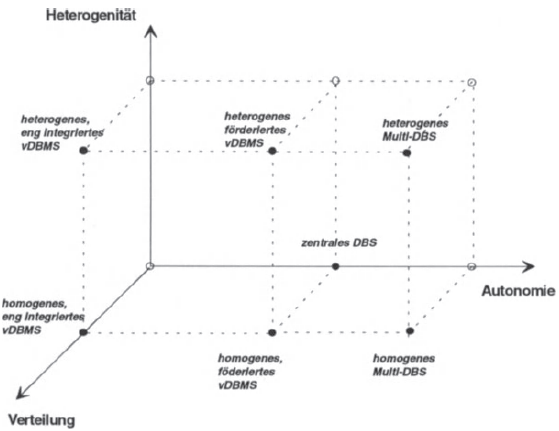 Heterogenität
heterogenes,
eng integriertes
vDBMS
heterogenes
förderiertes
vDBMS
heterogenes
Multi-DBS
zentrales DBS
Autonomie
homogenes,
eng integriertes
vDBMS
homogenes,
föderiertes
vDBMS
homogenes
Multi-DBS
Verteilung